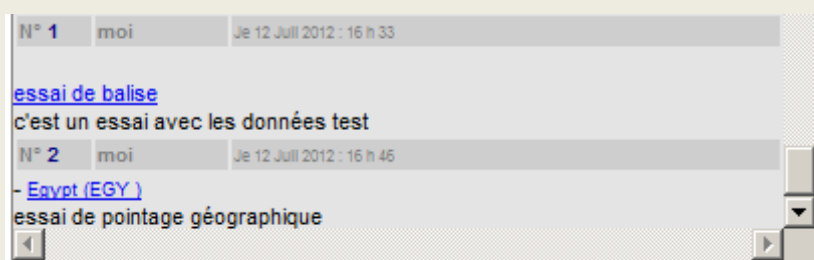 N° 1 moi Je 12 Juil 2012 : 16 h 33
essai de balise
c'est un essai avec les données test
N° 2 moi Je 12 Juil 2012 : 16 h 46
- Egypt (EGY )
essai de pointage géographique